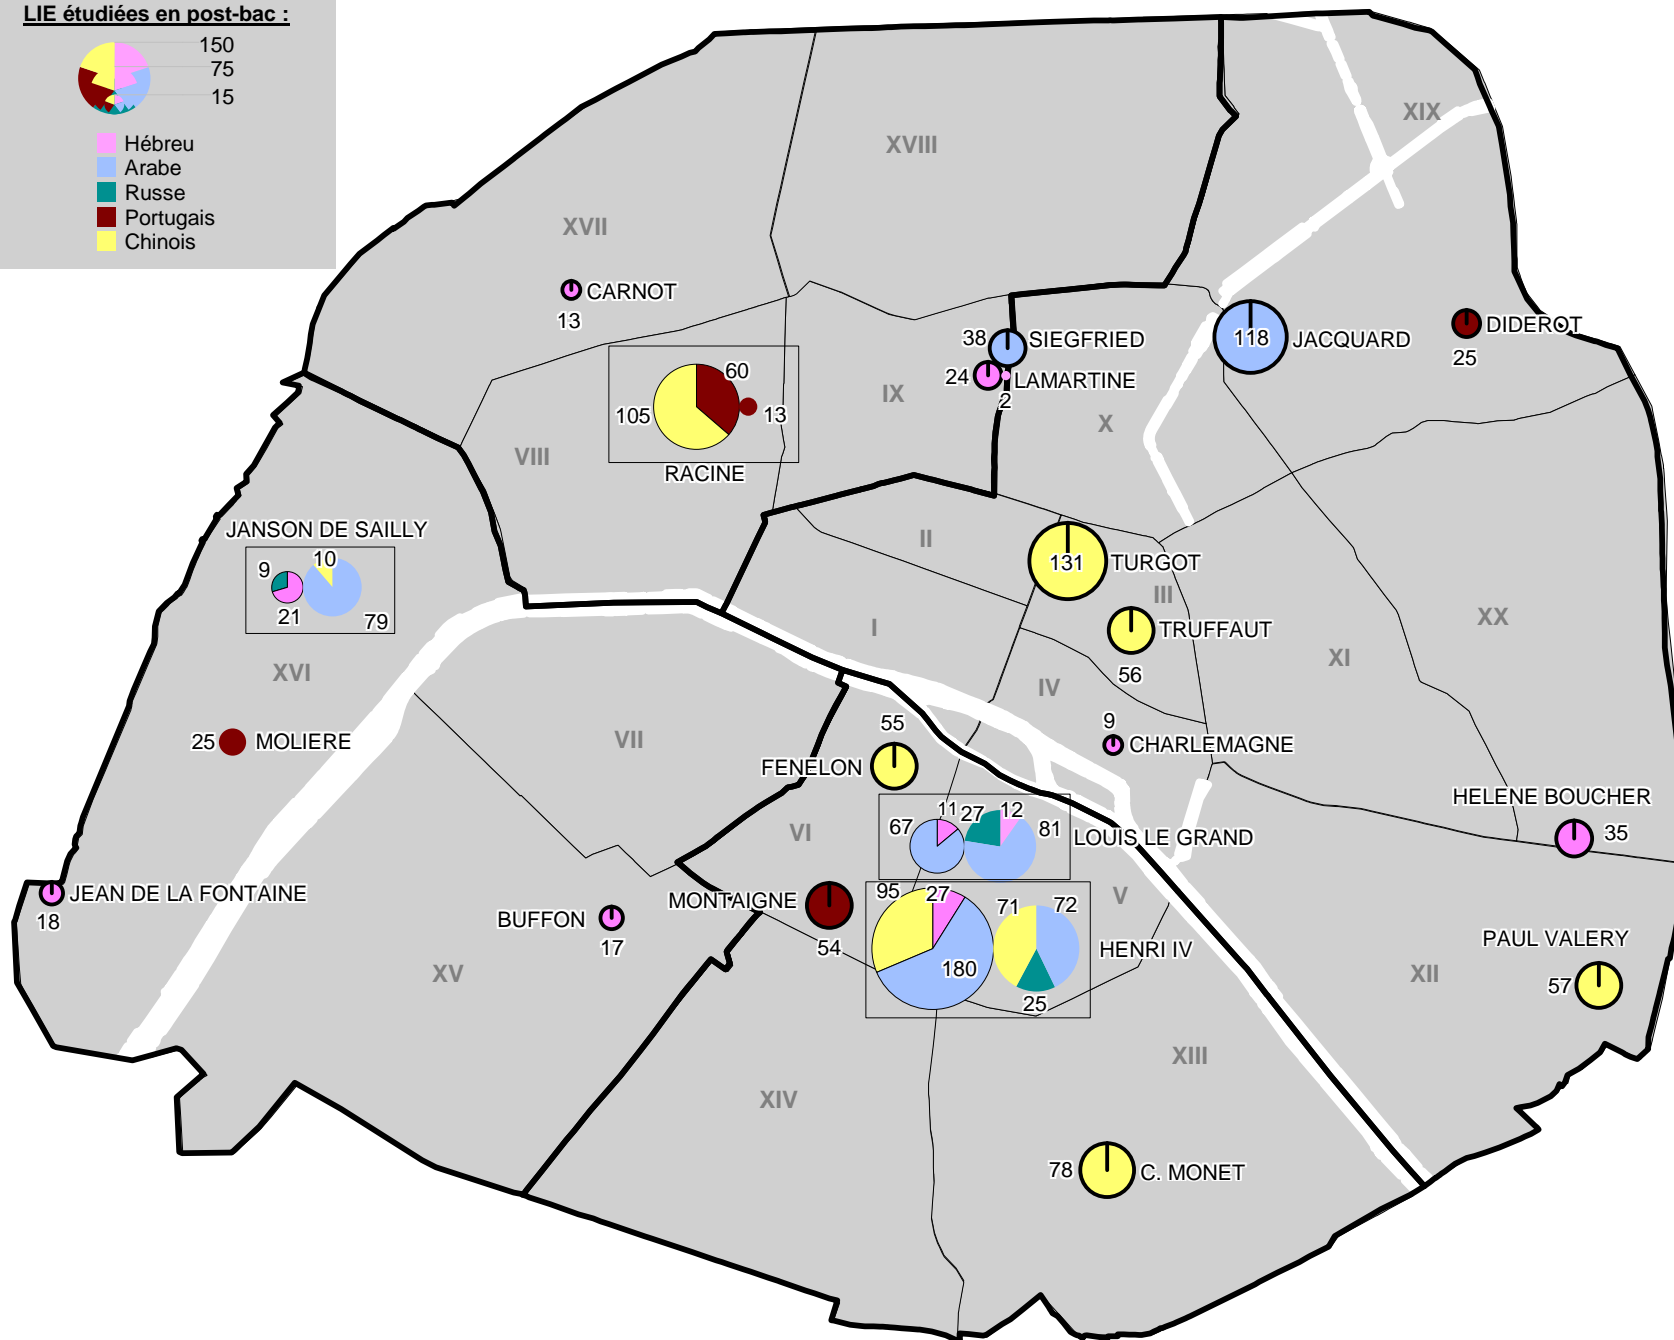 LIE étudiées en post-bac :
150
75
15
Hébreu
Arabe
Russe
Portugais
Chinois
XIX
XVIII
XVII
CARNOT
13
38 SIEGFRIED
118 JACQUARD
DIDEROT
25
24 LAMARTINE
2
60
105
13
RACINE
IX
X
VIII
JANSON DE SAILLY
9
10
21
79
II
131 TURGOT
III
TRUFFAUT
56
I
XX
XI
XVI
IV
25 MOLIERE
VII
55
FENELON
9
CHARLEMAGNE
HELENE BOUCHER
35
VI
67
11
27
12
81
LOUIS LE GRAND
JEAN DE LA FONTAINE
18
BUFFON
17
MONTAIGNE
54
95
27
180
71
72
25
HENRI IV
V
PAUL VALERY
57
XV
XII
XIII
XIV
78 C. MONET